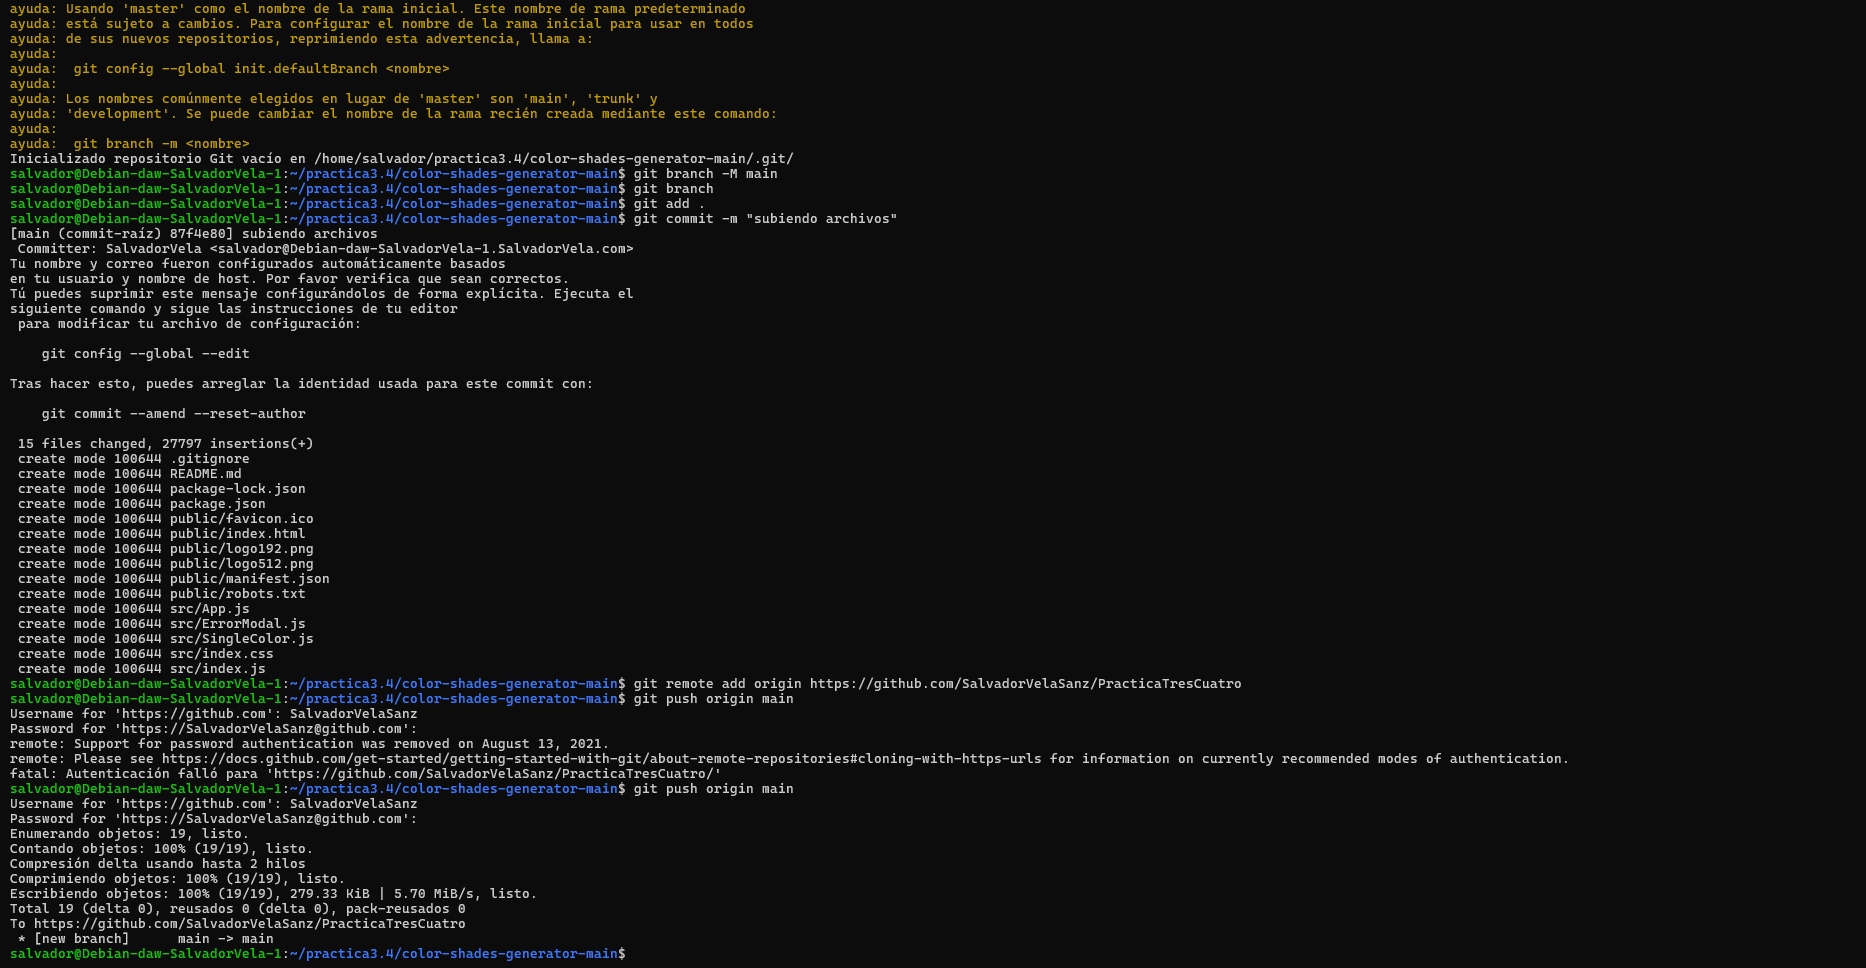 ayuda: Usando 'master' como el nombre de la rama inicial. Este nombre de rama predeterminado
ayuda: está sujeto a cambios. Para configurar el nombre de la rama inicial para usar en todos
ayuda: de sus nuevos repositorios, reprimiendo esta advertencia, llama a:
ayuda:
ayuda:  git config --global init.defaultBranch <nombre>
ayuda:
ayuda: Los nombres comúnmente elegidos en lugar de 'master' son 'main', 'trunk' y
ayuda: 'development'. Se puede cambiar el nombre de la rama recién creada mediante este comando:
ayuda:
ayuda:  git branch -m <nombre>
Inicializado repositorio Git vacío en /home/salvador/practica3.4/color-shades-generator-main/.git/
salvador@Debian-daw-SalvadorVela-1:~/practica3.4/color-shades-generator-main$ git branch -M main
salvador@Debian-daw-SalvadorVela-1:~/practica3.4/color-shades-generator-main$ git branch
salvador@Debian-daw-SalvadorVela-1:~/practica3.4/color-shades-generator-main$ git add .
salvador@Debian-daw-SalvadorVela-1:~/practica3.4/color-shades-generator-main$ git commit -m "subiendo archivos"
[main (commit-raíz) 87f4e80] subiendo archivos
 Committer: SalvadorVela <salvador@Debian-daw-SalvadorVela-1.SalvadorVela.com>
Tu nombre y correo fueron configurados automáticamente basados
en tu usuario y nombre de host. Por favor verifica que sean correctos.
Tú puedes suprimir este mensaje configurándolos de forma explícita. Ejecuta el
siguiente comando y sigue las instrucciones de tu editor
 para modificar tu archivo de configuración:

    git config --global --edit

Tras hacer esto, puedes arreglar la identidad usada para este commit con:

    git commit --amend --reset-author

 15 files changed, 27797 insertions(+)
 create mode 100644 .gitignore
 create mode 100644 README.md
 create mode 100644 package-lock.json
 create mode 100644 package.json
 create mode 100644 public/favicon.ico
 create mode 100644 public/index.html
 create mode 100644 public/logo192.png
 create mode 100644 public/logo512.png
 create mode 100644 public/manifest.json
 create mode 100644 public/robots.txt
 create mode 100644 src/App.js
 create mode 100644 src/ErrorModal.js
 create mode 100644 src/SingleColor.js
 create mode 100644 src/index.css
 create mode 100644 src/index.js
salvador@Debian-daw-SalvadorVela-1:~/practica3.4/color-shades-generator-main$ git remote add origin https://github.com/SalvadorVelaSanz/PracticaTresCuatro
salvador@Debian-daw-SalvadorVela-1:~/practica3.4/color-shades-generator-main$ git push origin main
Username for 'https://github.com': SalvadorVelaSanz
Password for 'https://SalvadorVelaSanz@github.com':
remote: Support for password authentication was removed on August 13, 2021.
remote: Please see https://docs.github.com/get-started/getting-started-with-git/about-remote-repositories#cloning-with-https-urls for information on currently recommended modes of authentication.
fatal: Autenticación falló para 'https://github.com/SalvadorVelaSanz/PracticaTresCuatro/'
salvador@Debian-daw-SalvadorVela-1:~/practica3.4/color-shades-generator-main$ git push origin main
Username for 'https://github.com': SalvadorVelaSanz
Password for 'https://SalvadorVelaSanz@github.com':
Enumerando objetos: 19, listo.
Contando objetos: 100% (19/19), listo.
Compresión delta usando hasta 2 hilos
Comprimiendo objetos: 100% (19/19), listo.
Escribiendo objetos: 100% (19/19), 279.33 KiB | 5.70 MiB/s, listo.
Total 19 (delta 0), reusados 0 (delta 0), pack-reusados 0
To https://github.com/SalvadorVelaSanz/PracticaTresCuatro
 * [new branch]      main -> main
salvador@Debian-daw-SalvadorVela-1:~/practica3.4/color-shades-generator-main$